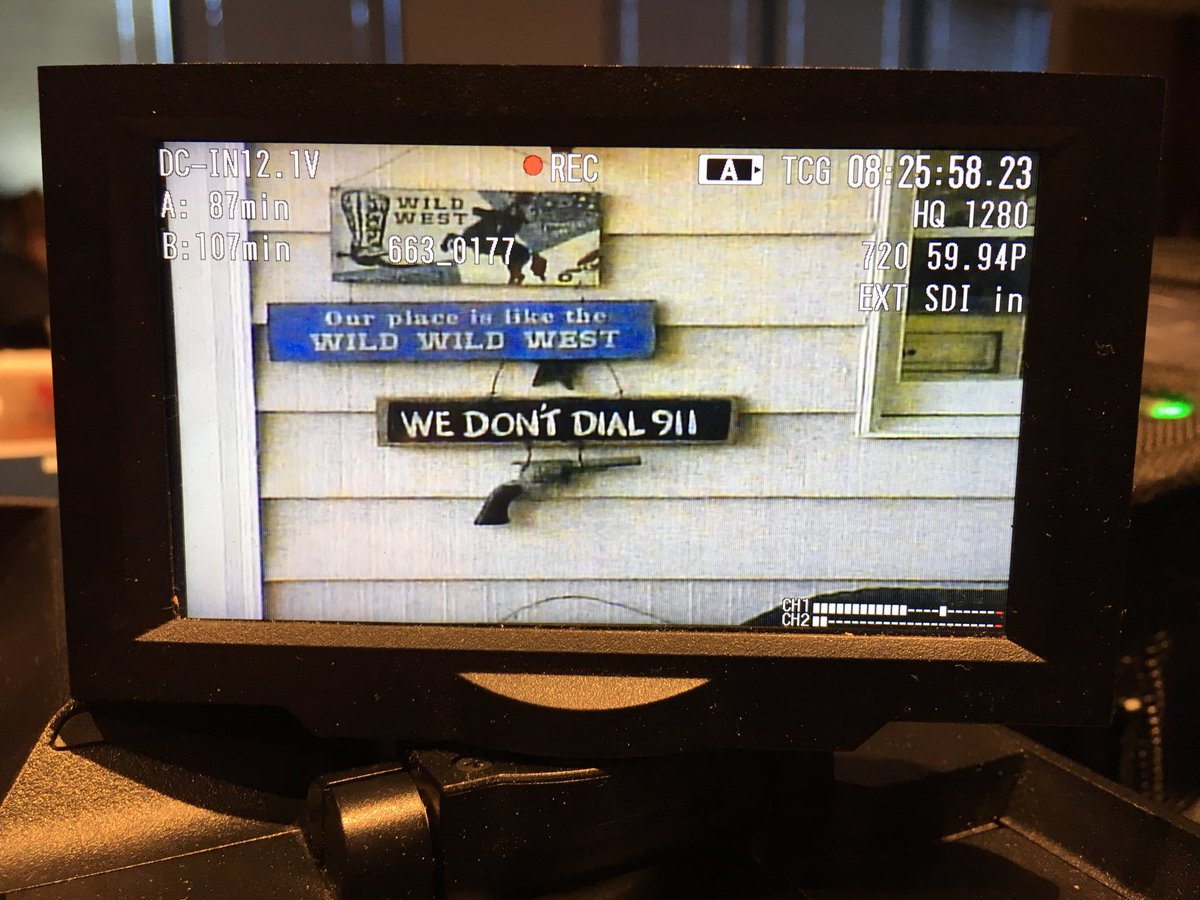 DC-IN12.1V
REC
A
TCG 08:25:58.23
A: 87min
HQ 1280
B:107min
720 59.94P
EXT SDI in
WILD
WEST
663_0177
Our place is like the
WILD WILD WEST
WE DON'T DIAL 911
CH1
CH2